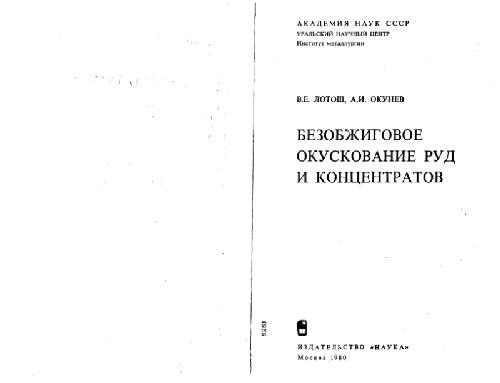 АКАДЕМИЯ НАУК СССР
УРАЛЬСКИЙ НАУЧНЫЙ ЦЕНТР
Институт металлургии
В.Е. ЛОТОШ, А.И. ОКУНЕВ
БЕЗОБЖИГОВОЕ
ОКУСКОВАНИЕ РУД
И КОНЦЕНТРАТОВ
5253
ИЗДАТЕЛЬСТВО «НАУКА»
Москва 1980